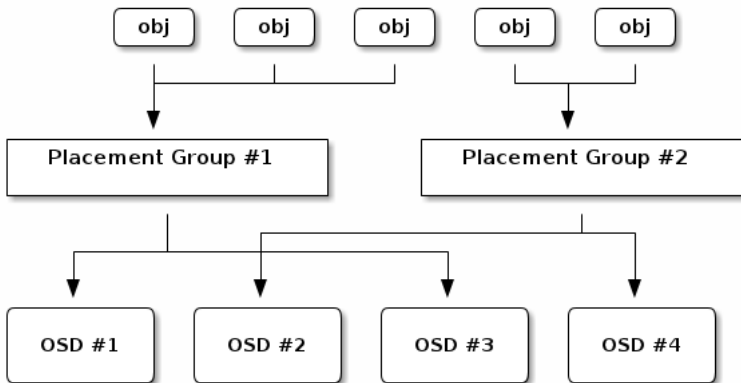 obj obj obj obj obj
Placement Group #1 Placement Group #2
OSD #1 OSD #2 OSD #3 OSD #4